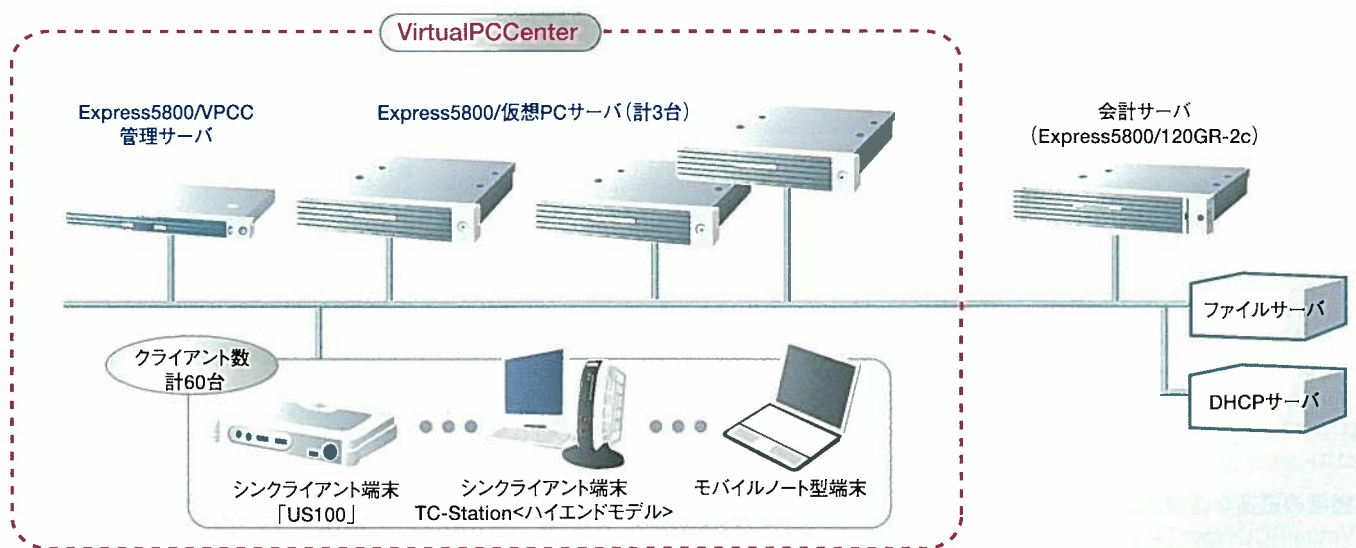 VirtualPCCenter
Express5800/VPCC
管理サーバ
Express5800/仮想PCサーバ（計3台）
会計サーバ
（Express5800/120GR-2c）
ファイルサーバ
DHCPサーバ
クライアント数
計60台
シンクライアント端末
「US100」
シンクライアント端末
TC-Station<ハイエンドモデル>
モバイルノート型端末